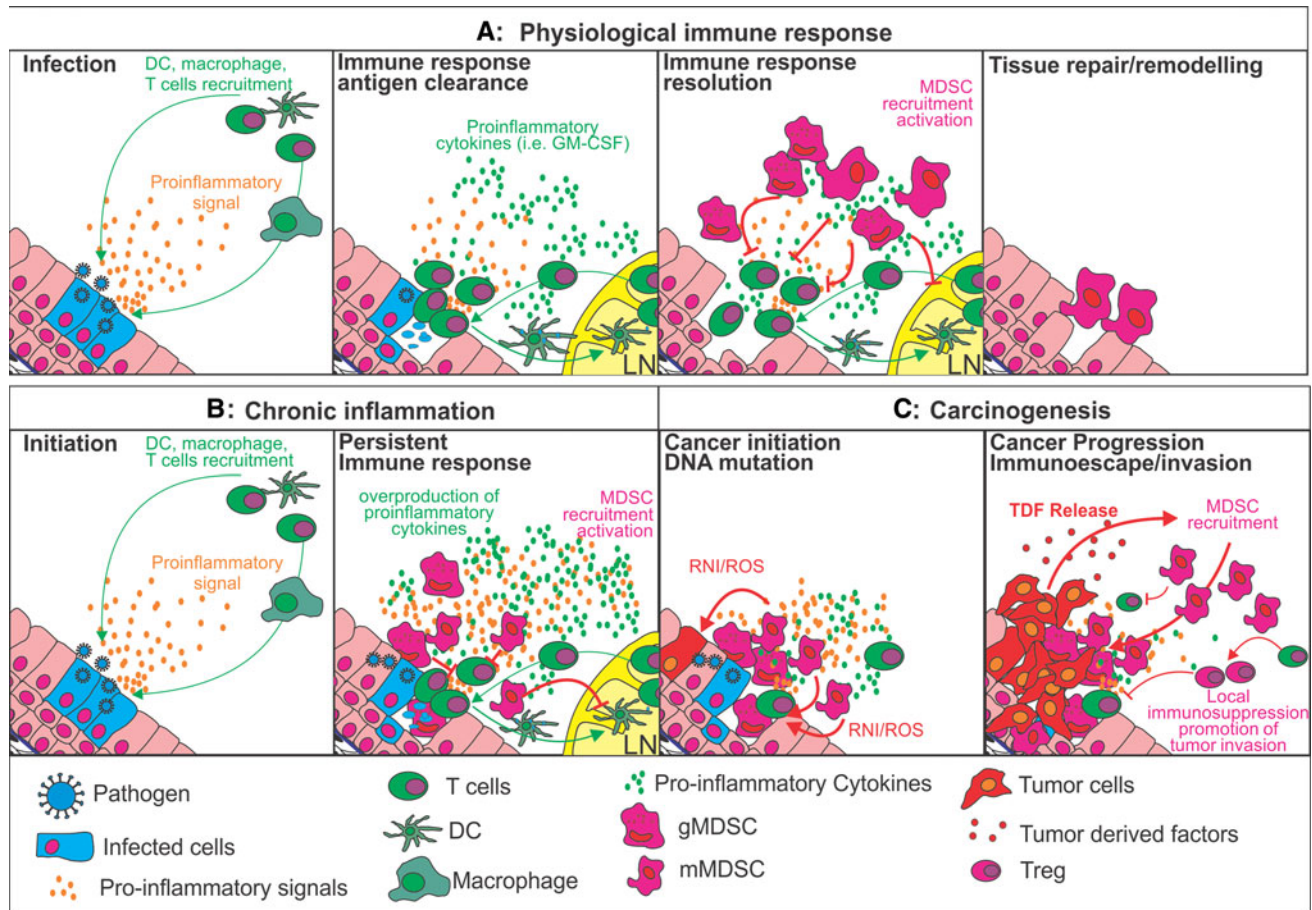 A: Physiological immune response
Infection
DC, macrophage,
T cells recruitment
Proinflammatory
signal
Immune response
antigen clearance
Proinflammatory
cytokines (i.e. GM-CSF)
LN
Immune response
resolution
MDSC
recruitment
activation
LN
Tissue repair/remodelling
B: Chronic inflammation
Initiation
DC, macrophage,
T cells recruitment
Proinflammatory
signal
Persistent
Immune response
overproduction of
proinflammatory
cytokines
MDSC
recruitment
activation
LN
C: Carcinogenesis
Cancer initiation
DNA mutation
RNI/ROS
RNI/ROS
Cancer Progression
Immunoescape/invasion
TDF Release
MDSC
recruitment
Local
immunosuppression
promotion of
tumor invasion
Pathogen
Infected cells
Pro-inflammatory signals
T cells
DC
Macrophage
Pro-inflammatory Cytokines
gMDSC
mMDSC
Tumor cells
Tumor derived factors
Treg